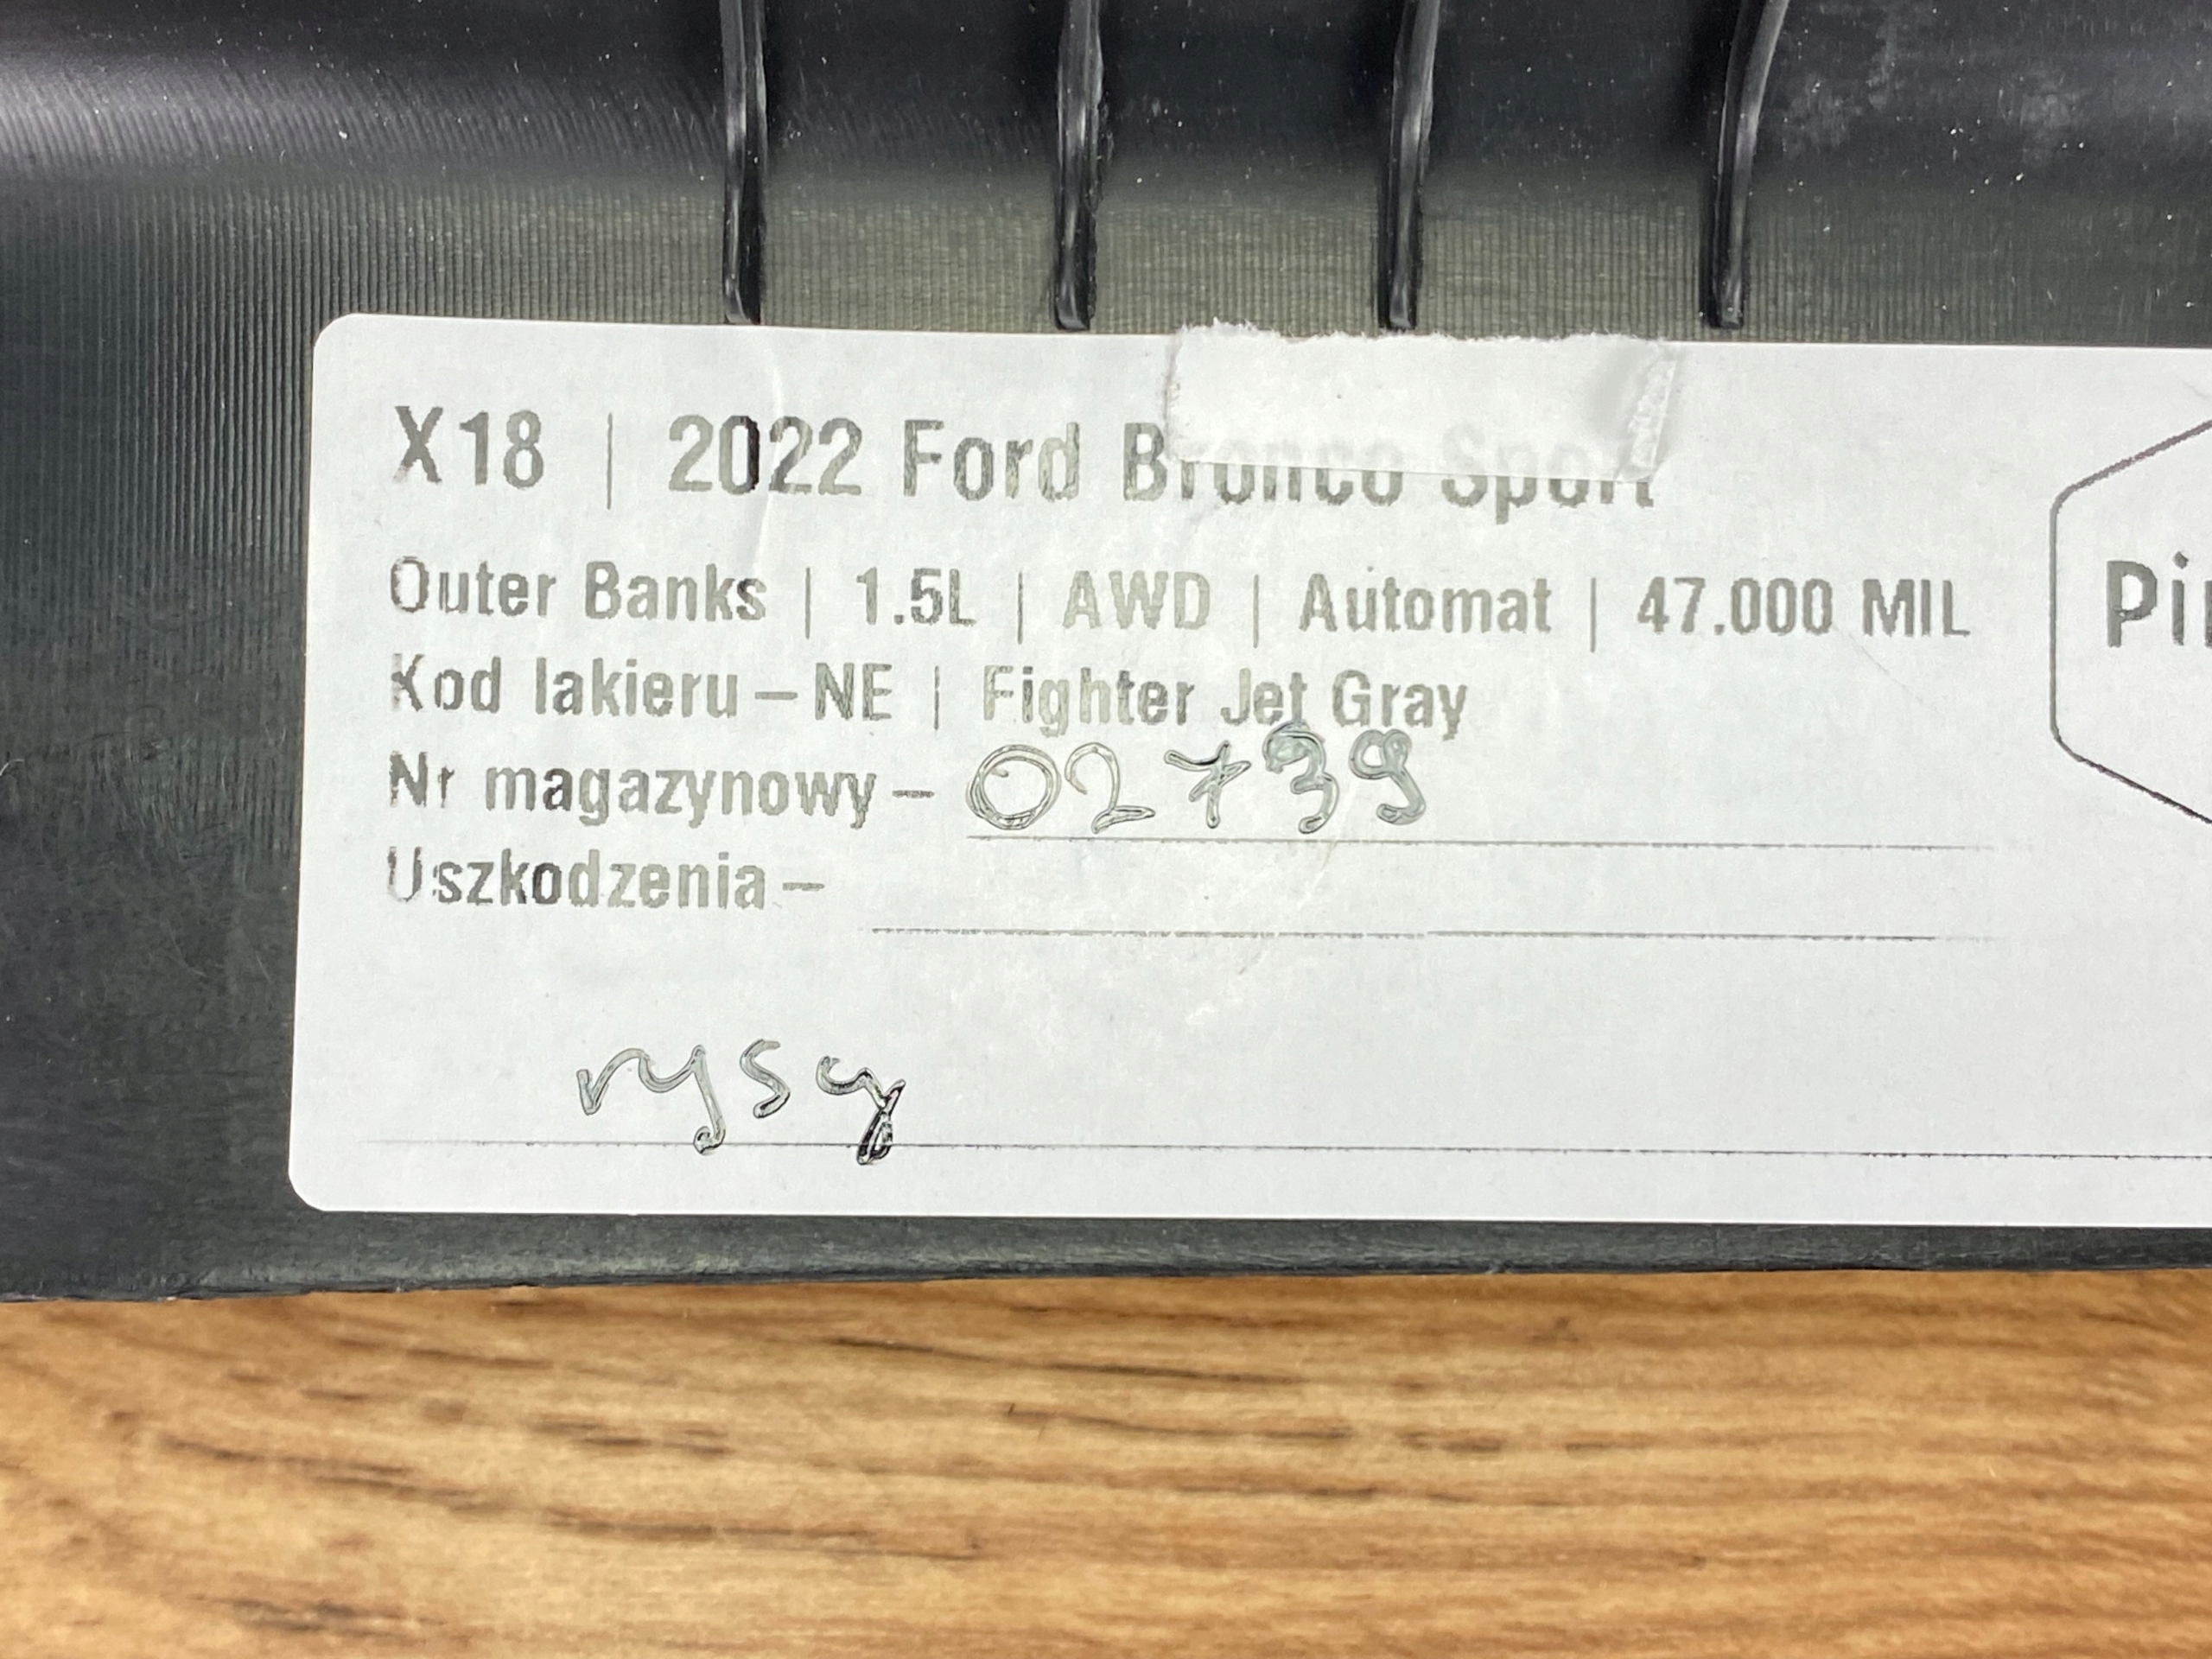 X18 | 2022 Ford Bronco Sport
Outer Banks | 1.5L | AWD | Automat | 47.000 MIL
Kod lakieru – NE | Fighter Jet Gray
Nr magazynowy – 02739
Uszkodzenia –
rysy